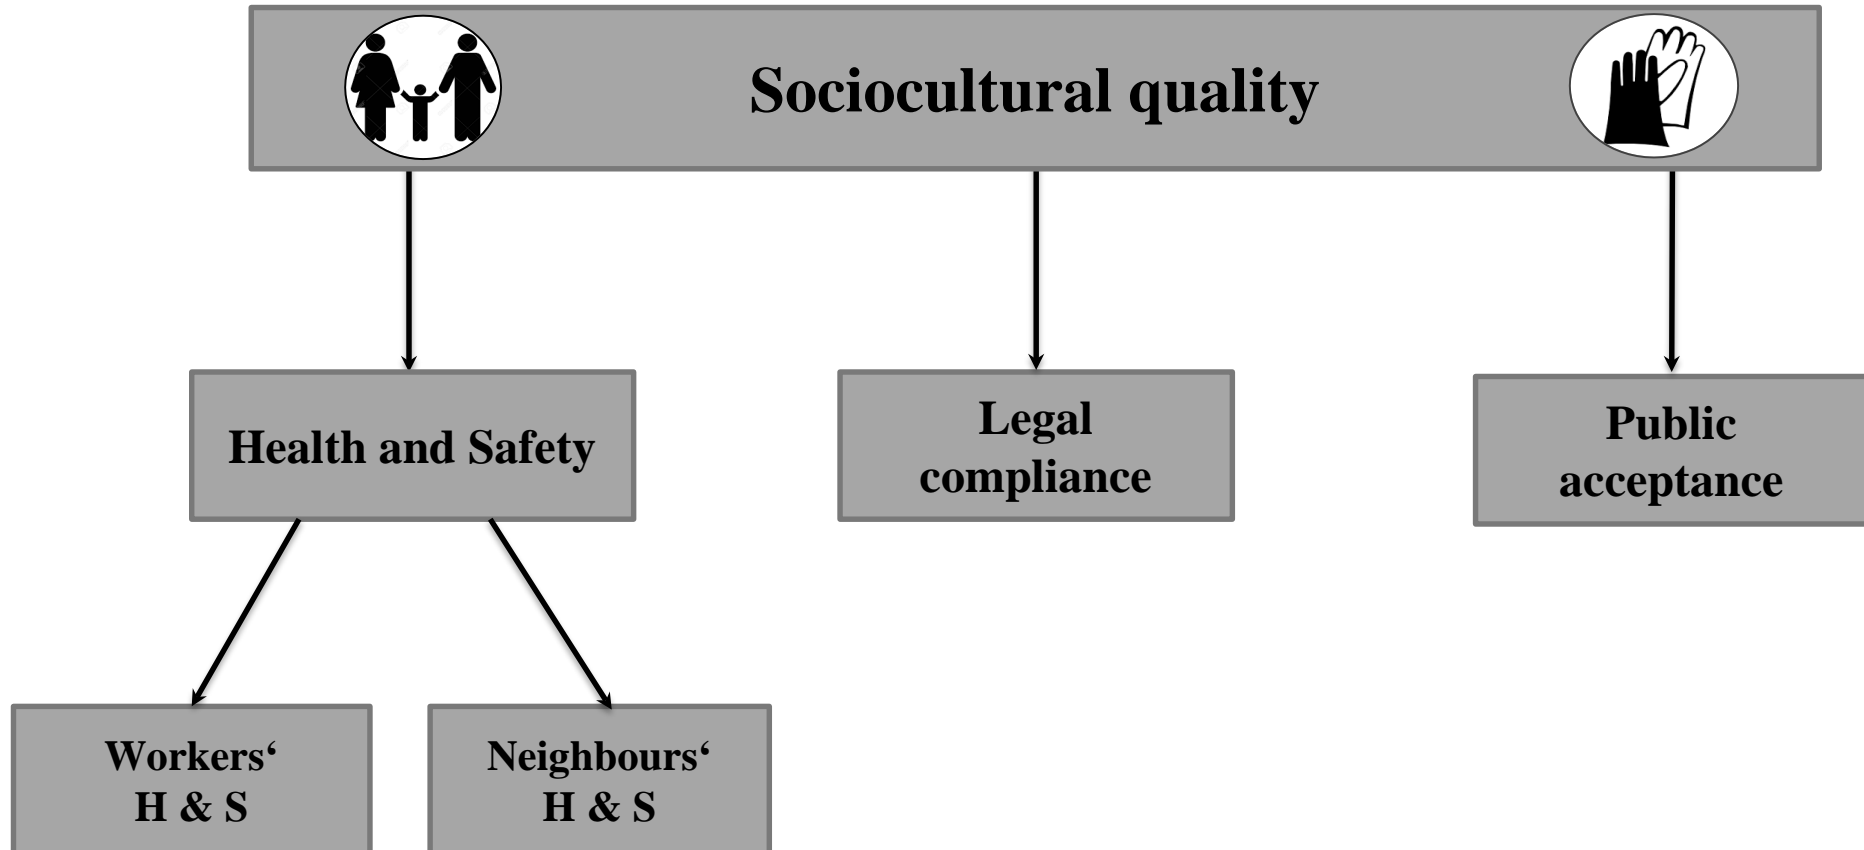 Sociocultural quality
Health and Safety
Legal
compliance
Public
acceptance
Workers‘
H & S
Neighbours‘
H & S